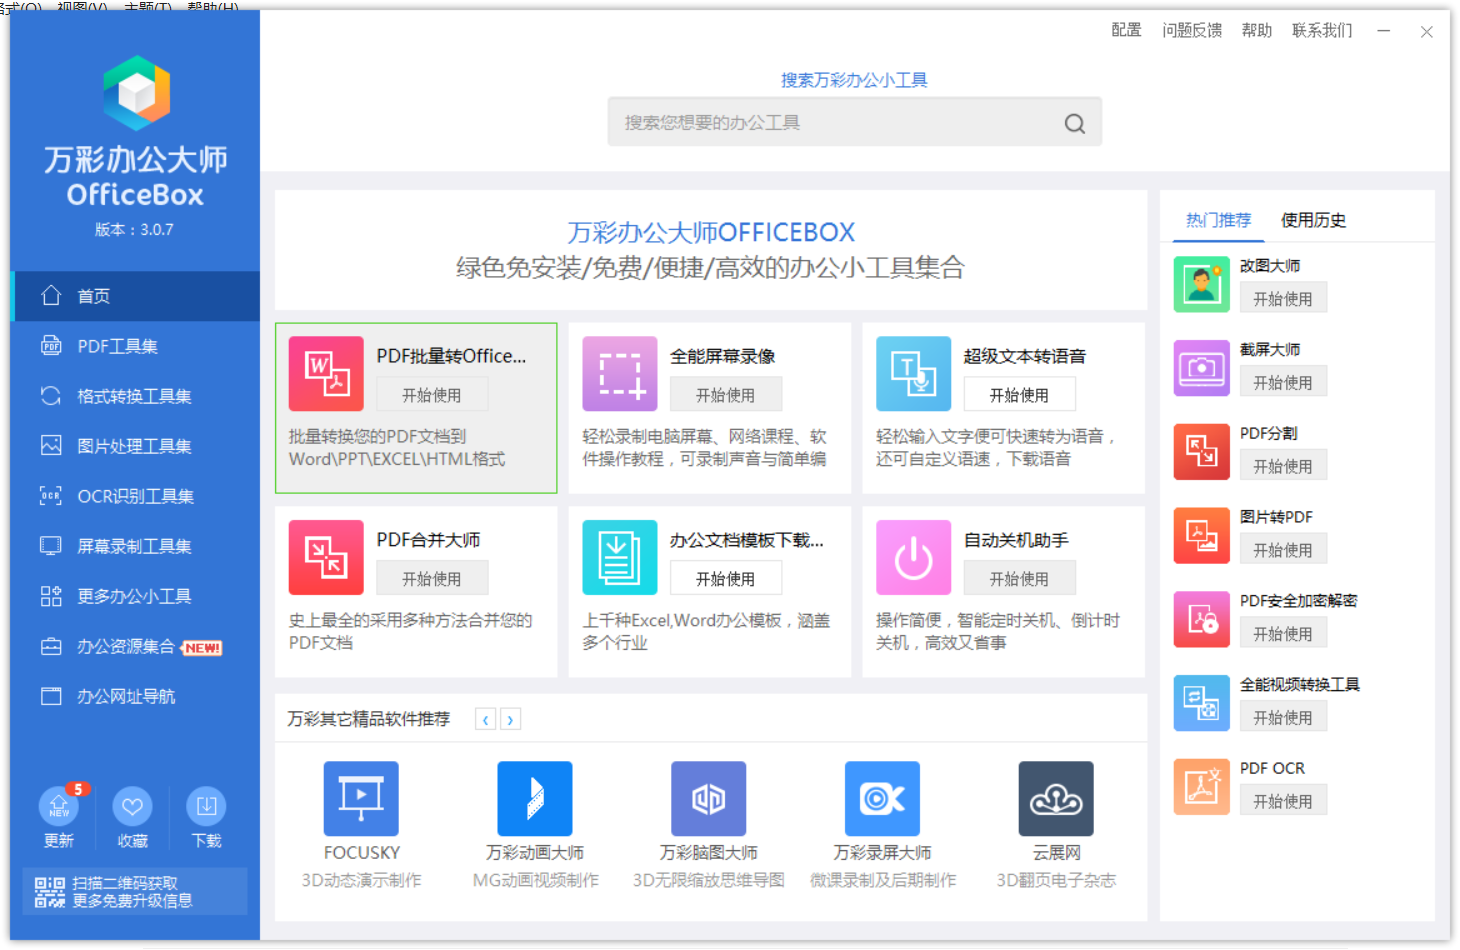 格式(O) 视图(V) 主题(T) 帮助(H)
配置 问题反馈 帮助 联系我们
万彩办公大师
OfficeBox
版本：3.0.7
首页
PDF工具集
格式转换工具集
图片处理工具集
OCR识别工具集
屏幕录制工具集
更多办公小工具
办公资源集合 NEW!
办公网址导航
5
NEW
更新
收藏
下载
扫描二维码获取
更多免费升级信息
搜索万彩办公小工具
搜索您想要的办公工具
万彩办公大师OFFICEBOX
绿色免安装/免费/便捷/高效的办公小工具集合
PDF批量转Office...
开始使用
批量转换您的PDF文档到
Word\PPT\EXCEL\HTML格式
全能屏幕录像
开始使用
轻松录制电脑屏幕、网络课程、软
件操作教程，可录制声音与简单编
超级文本转语音
开始使用
轻松输入文字便可快速转为语音，
还可自定义语速，下载语音
PDF合并大师
开始使用
史上最全的采用多种方法合并您的
PDF文档
办公文档模板下载...
开始使用
上千种Excel,Word办公模板，涵盖
多个行业
自动关机助手
开始使用
操作简便，智能定时关机、倒计时
关机，高效又省事
万彩其它精品软件推荐
FOCUSKY
3D动态演示制作
万彩动画大师
MG动画视频制作
万彩脑图大师
3D无限缩放思维导图
万彩录屏大师
微课录制及后期制作
云展网
3D翻页电子杂志
热门推荐 使用历史
改图大师
开始使用
截屏大师
开始使用
PDF分割
开始使用
图片转PDF
开始使用
PDF安全加密解密
开始使用
全能视频转换工具
开始使用
PDF OCR
开始使用